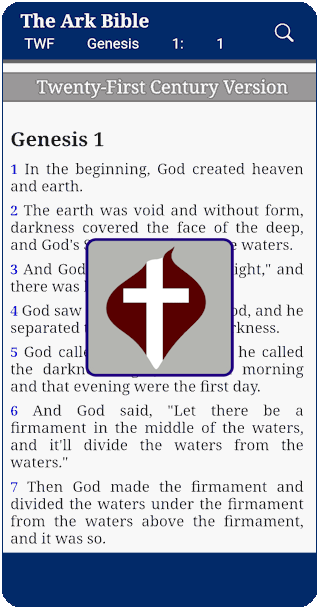 The Ark Bible
TWF Genesis 1: 1
Twenty-First Century Version
Genesis 1
1 In the beginning, God created heaven
and earth.
2 The earth was void and without form,
darkness covered the face of the deep,
and God's waters.
3 And God ight," and
there was
4 God saw od, and he
separated rkness.
5 God calle he called
the darkn morning
and that evening were the first day.
6 And God said, "Let there be a
firmament in the middle of the waters,
and it'll divide the waters from the
waters."
7 Then God made the firmament and
divided the waters under the firmament
from the waters above the firmament,
and it was so.